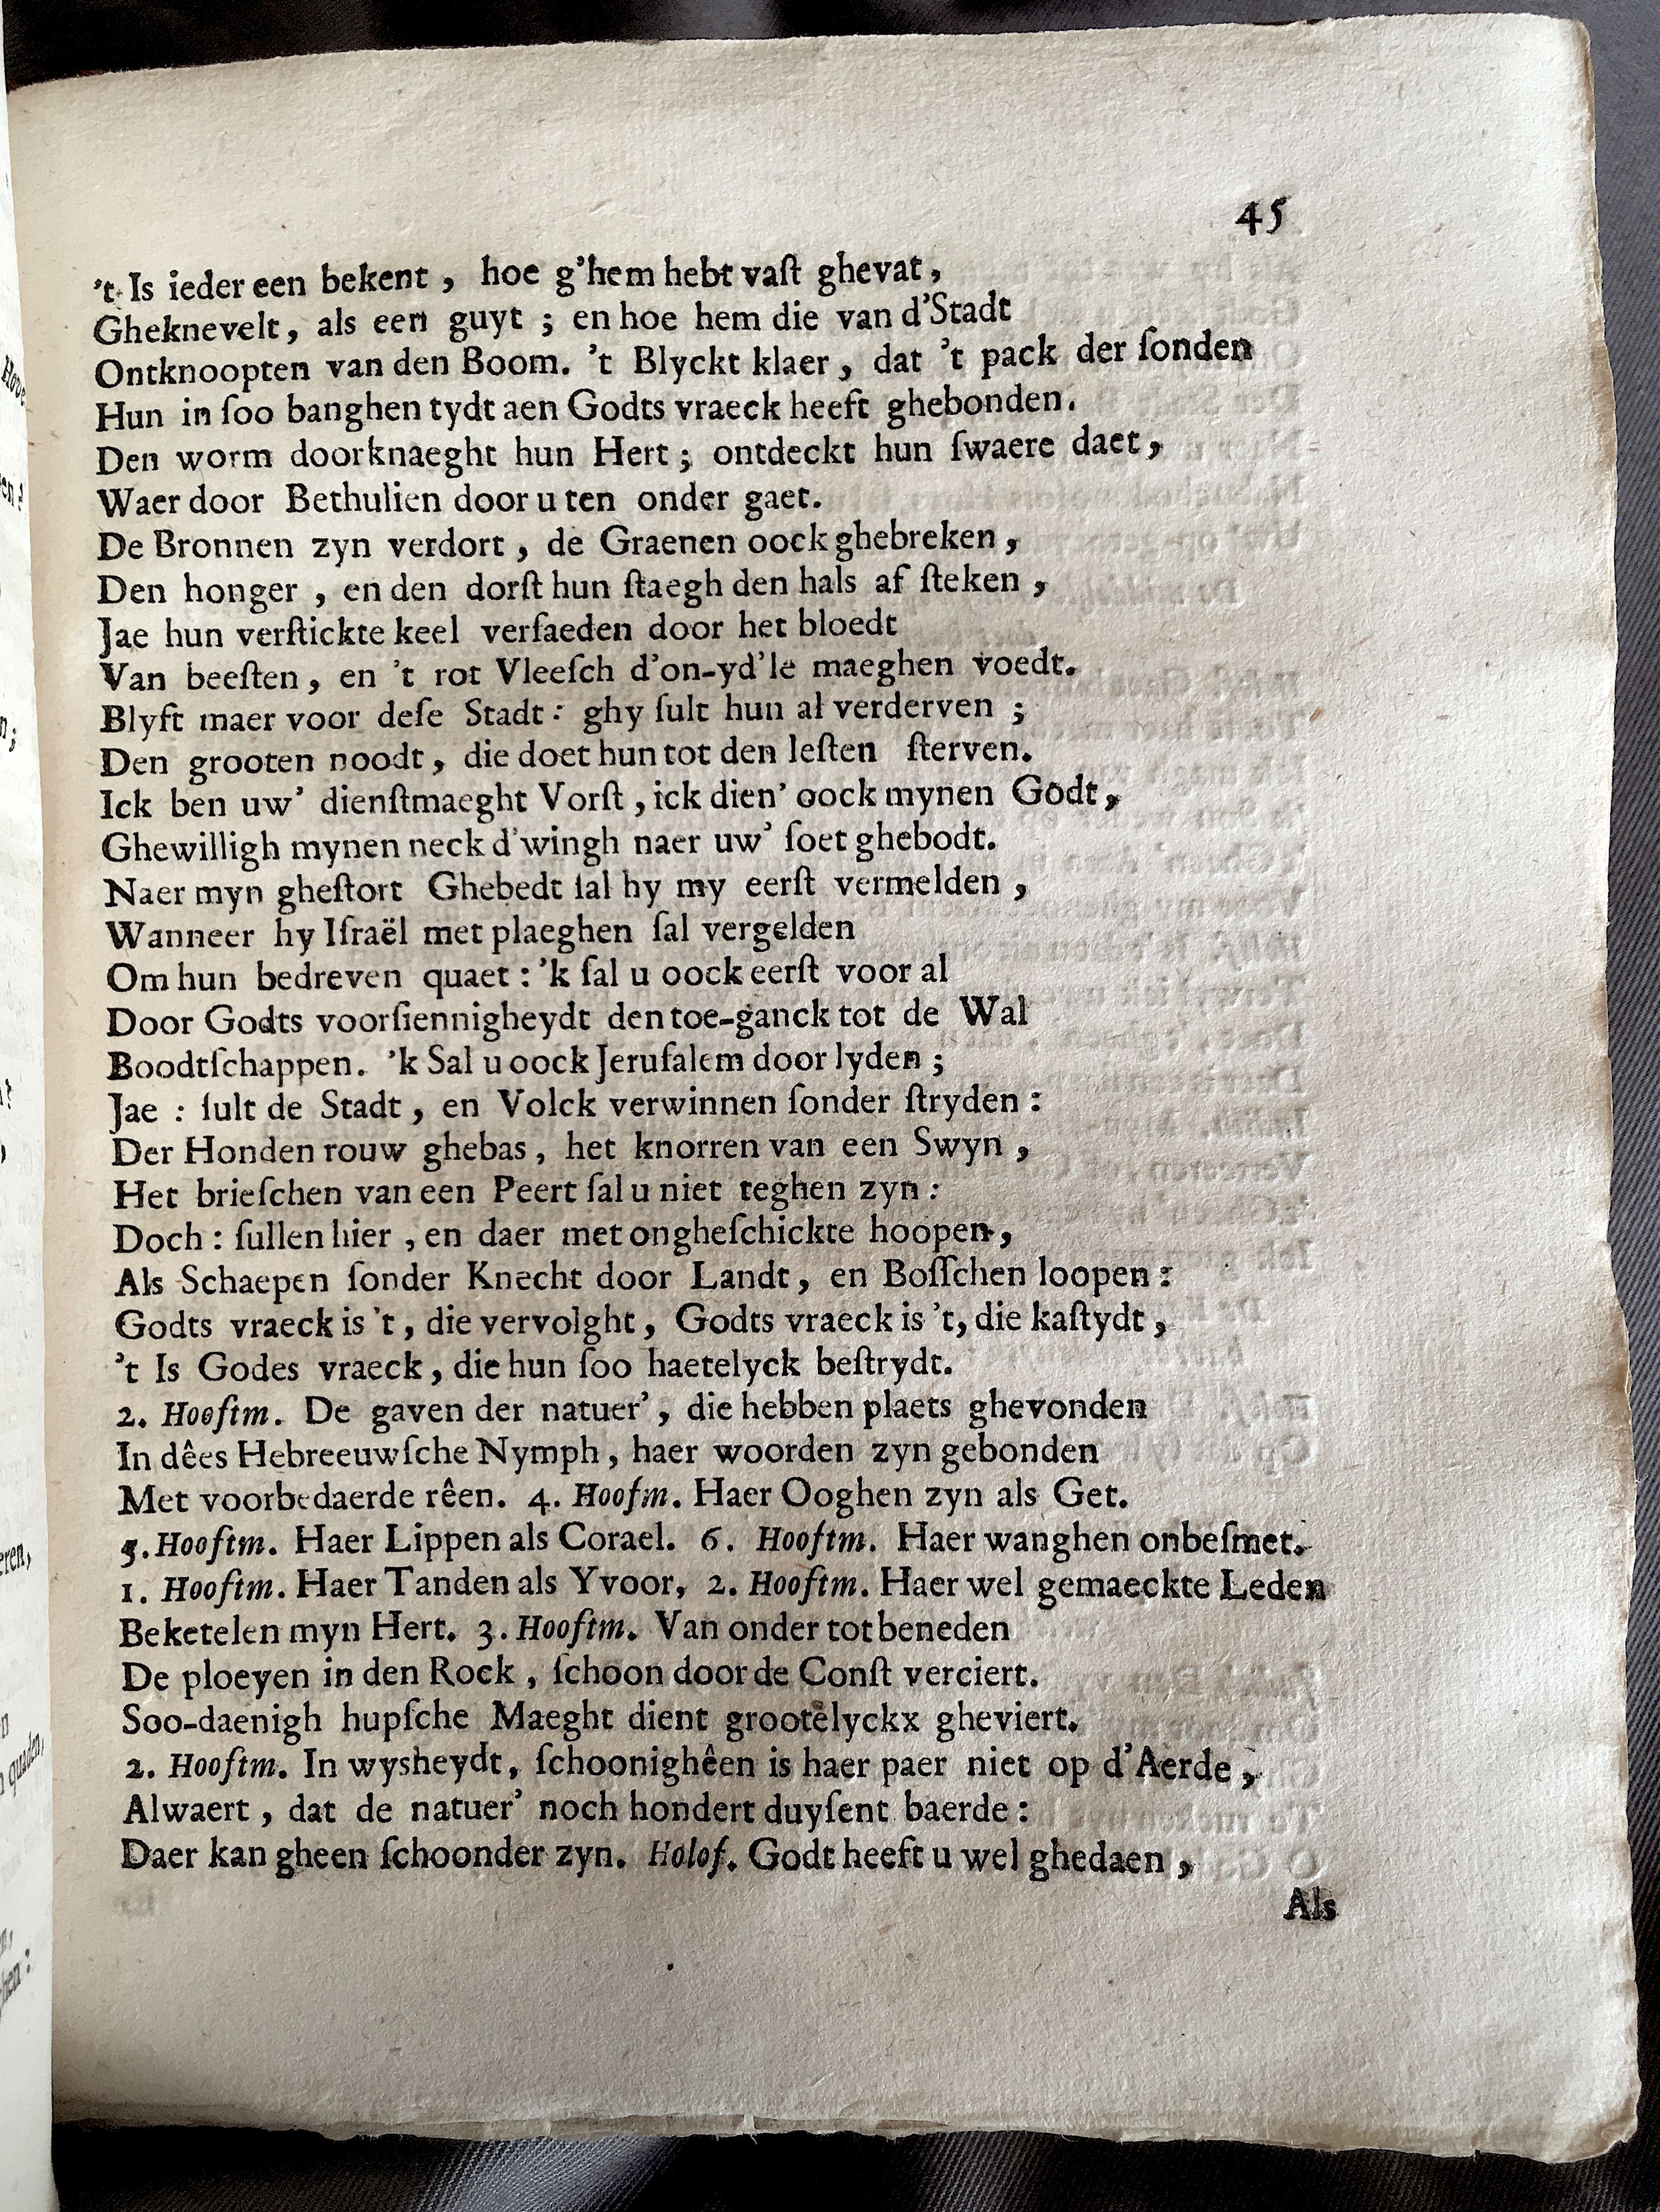 45
't Is ieder een bekent, hoe g'hem hebt vaſt ghevat,
Gheknevelt, als een guyt; en hoe hem die van d'Stadt
Ontknoopten van den Boom. 't Blyckt klaer, dat 't pack der ſonden
Hun in ſoo banghen tydt aen Godts vraeck heeft ghebonden.
Den worm doorknaeght hun Hert; ontdeckt hun ſwaere daet,
Waer door Bethulien door u ten onder gaet.
De Bronnen zyn verdort, de Graenen oock ghebreken,
Den honger, en den dorſt hun ſtaegh den hals af ſteken,
Jae hun verſtickte keel verſaeden door het bloedt
Van beeſten, en 't rot Vleeſch d'on-yd'le maeghen voedt.
Blyft maer voor deſe Stadt: ghy ſult hun al verderven;
Den grooten noodt, die doet hun tot den leſten ſterven.
Ick ben uw' dienſtmaeght Vorſt, ick dien' oock mynen Godt,
Ghewilligh mynen neck d'wingh naer uw' ſoet ghebodt.
Naer myn gheſtort Ghebedt ſal hy my eerſt vermelden,
Wanneer hy Iſraël met plaeghen ſal vergelden
Om hun bedreven quaet: 'k ſal u oock eerſt voor al
Door Godts voorſiennigheydt den toe-ganck tot de Wal
Boodtſchappen. 'k Sal u oock Jeruſalem door lyden;
Jae: ſult de Stadt, en Volck verwinnen ſonder ſtryden:
Der Honden rouw ghebas, het knorren van een Swyn,
Het brieſchen van een Peert ſal u niet teghen zyn:
Doch: ſullen hier, en daer met ongheſchickte hoopen,
Als Schaepen ſonder Knecht door Landt, en Boſſchen loopen:
Godts vraeck is 't, die vervolght, Godts vraeck is 't, die kaſtydt,
't Is Godes vraeck, die hun ſoo haetelyck beſtrydt.
2. Hooftm. De gaven der natuer', die hebben plaets ghevonden
In dêes Hebreeuwſche Nymph, haer woorden zyn gebonden
Met voorbedaerde rêen. 4. Hoofm. Haer Ooghen zyn als Get.
5. Hooftm. Haer Lippen als Corael. 6. Hooftm. Haer wanghen onbeſmet.
1. Hooftm. Haer Tanden als Yvoor, 2. Hooftm. Haer wel gemaeckte Leden
Beketelen myn Hert. 3. Hooftm. Van onder tot beneden
De ploeyen in den Rock, ſchoon door de Conſt verciert.
Soo-daenigh hupſche Maeght dient grootêlyckx gheviert.
2. Hooftm. In wysheydt, ſchoonighêen is haer paer niet op d'Aerde,
Alwaert, dat de natuer' noch hondert duyſent baerde:
Daer kan gheen ſchoonder zyn. Holof. Godt heeft u wel ghedaen,
Als